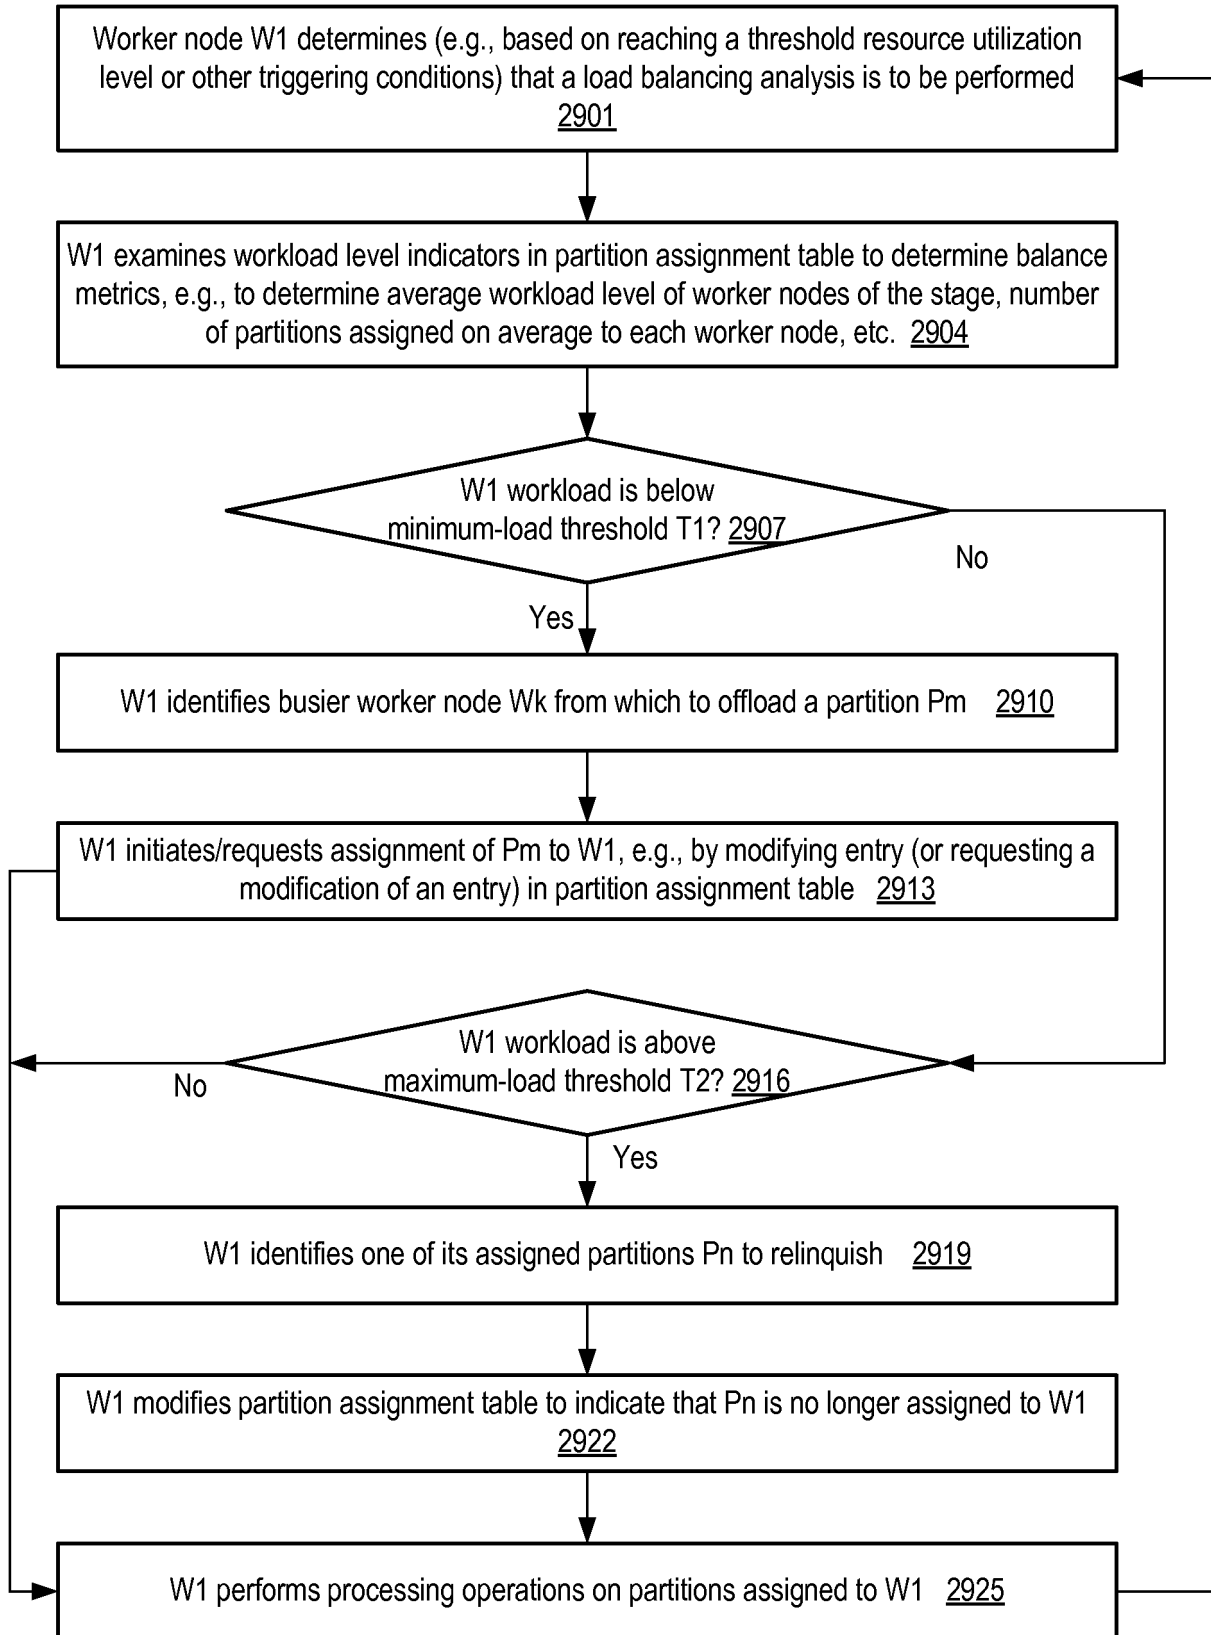 Worker node W1 determines (e.g., based on reaching a threshold resource utilization
level or other triggering conditions) that a load balancing analysis is to be performed
2901
W1 examines workload level indicators in partition assignment table to determine balance
metrics, e.g., to determine average workload level of worker nodes of the stage, number
of partitions assigned on average to each worker node, etc. 2904
W1 workload is below
minimum-load threshold T1? 2907
No
Yes
W1 identifies busier worker node Wk from which to offload a partition Pm 2910
W1 initiates/requests assignment of Pm to W1, e.g., by modifying entry (or requesting a
modification of an entry) in partition assignment table 2913
W1 workload is above
maximum-load threshold T2? 2916
No
Yes
W1 identifies one of its assigned partitions Pn to relinquish 2919
W1 modifies partition assignment table to indicate that Pn is no longer assigned to W1
2922
W1 performs processing operations on partitions assigned to W1 2925